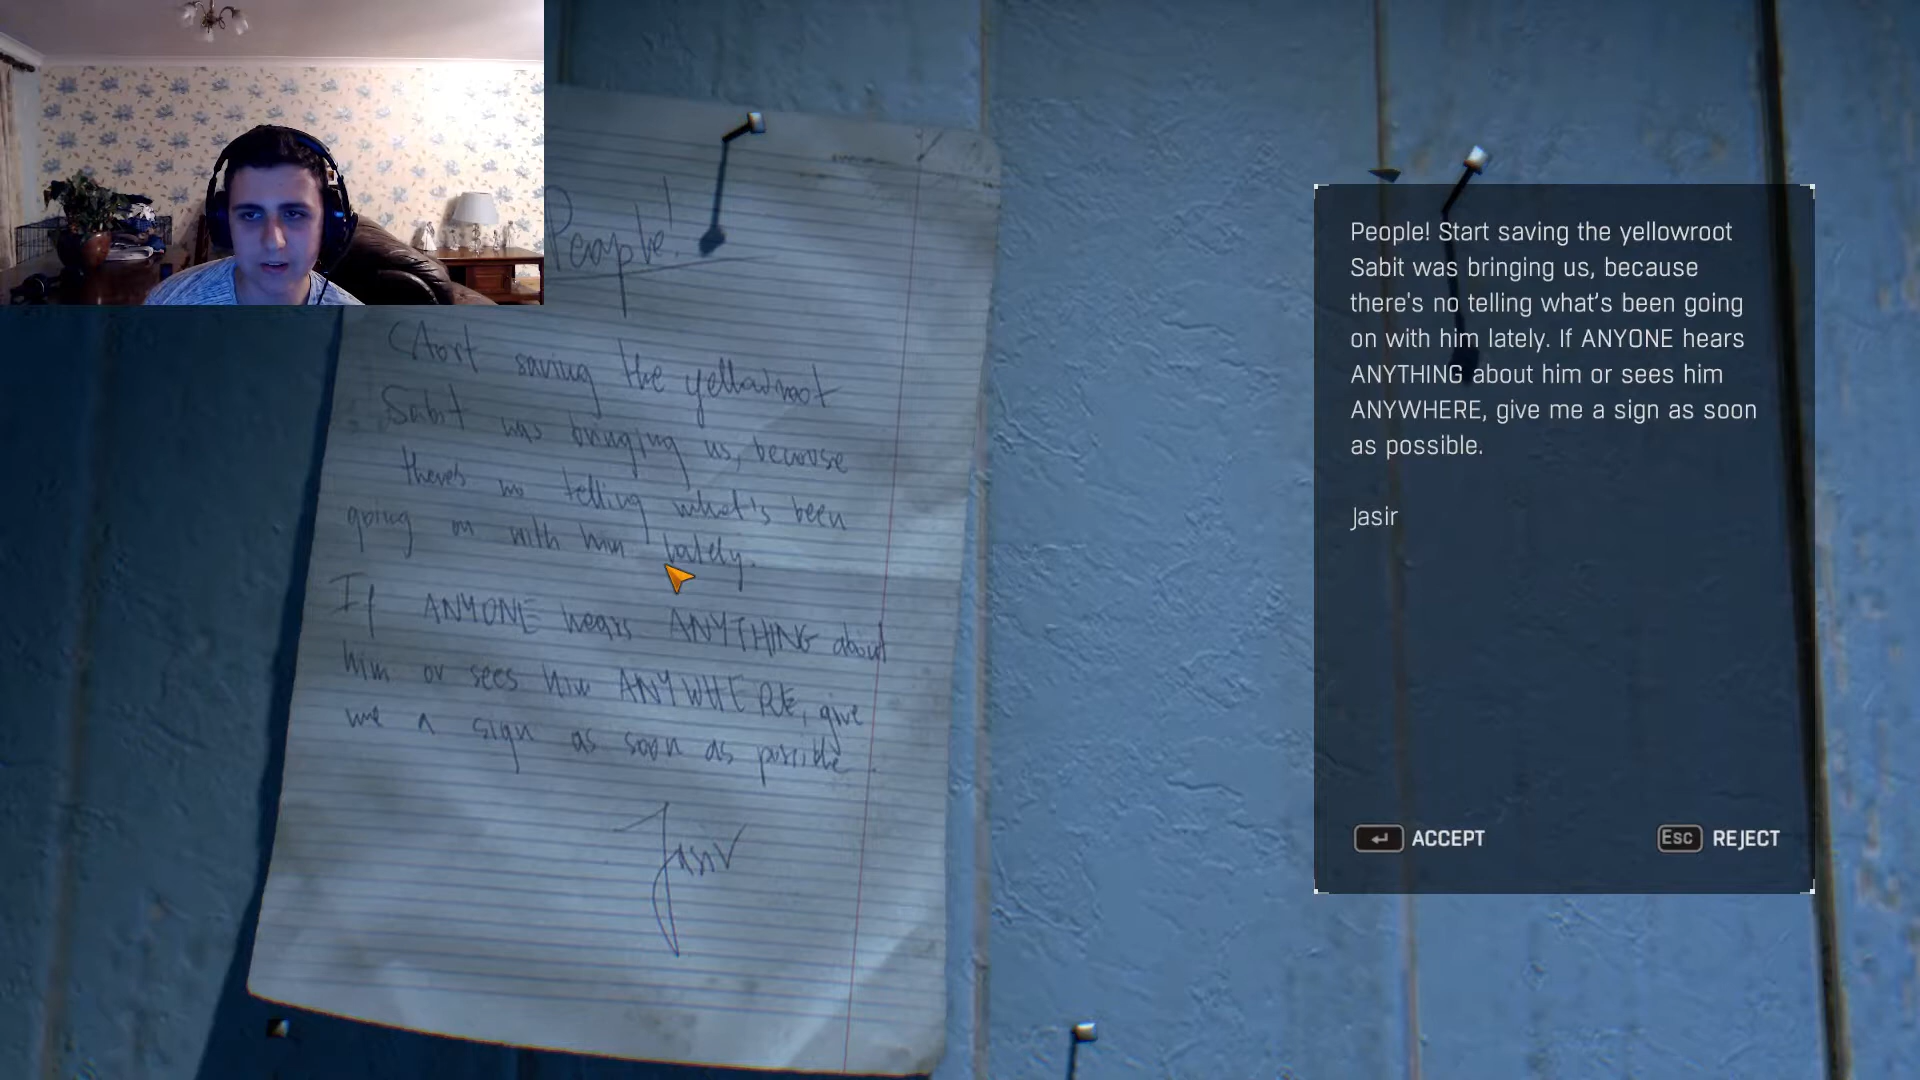 People!
Start saving the yellowroot
Sabit was bringing us, because
there's no telling what's been
going on with him lately.
If ANYONE hears ANYTHING about
him or sees him ANYWHERE, give
me a sign as soon as possible.
Jasir
People! Start saving the yellowroot
Sabit was bringing us, because
there's no telling what's been going
on with him lately. If ANYONE hears
ANYTHING about him or sees him
ANYWHERE, give me a sign as soon
as possible.
Jasir
ACCEPT
Esc REJECT